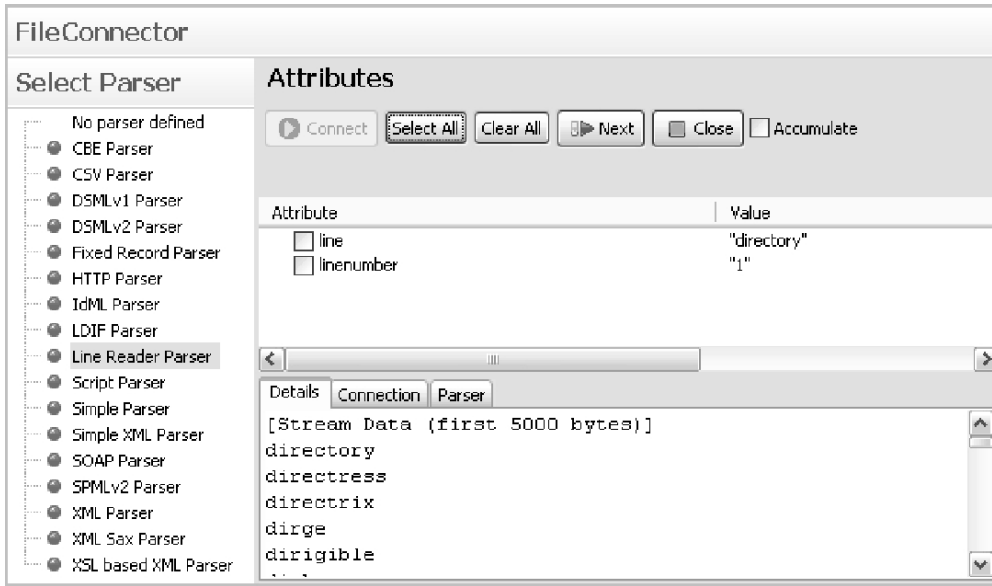 FileConnector
Select Parser
No parser defined
CBE Parser
CSV Parser
DSMLv1 Parser
DSMLv2 Parser
Fixed Record Parser
HTTP Parser
IdML Parser
LDIF Parser
Line Reader Parser
Script Parser
Simple Parser
Simple XML Parser
SOAP Parser
SPMLv2 Parser
XML Parser
XML Sax Parser
XSL based XML Parser
Attributes
Connect Select All Clear All Next Close Accumulate
Attribute Value
line "directory"
linenumber "1"
Details Connection Parser
[Stream Data (first 5000 bytes)]
directory
directress
directrix
dirge
dirigible